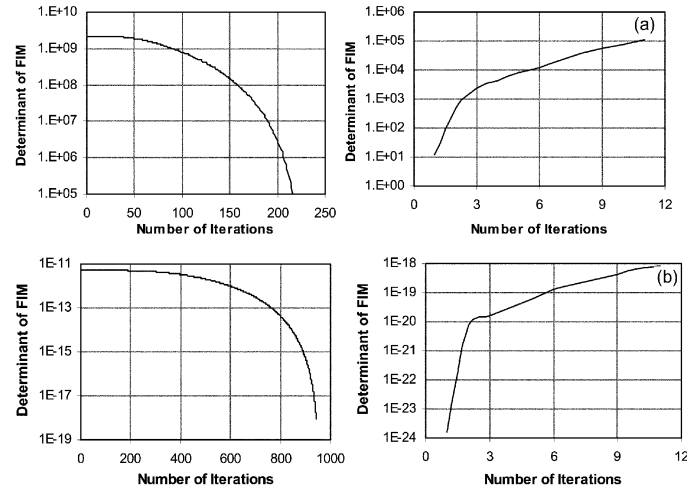 1.E+10
1.E+09
1.E+08
1.E+07
1.E+06
1.E+05
Determinant of FIM
0 50 100 150 200 250
Number of Iterations
(a)
1.E+06
1.E+05
1.E+04
1.E+03
1.E+02
1.E+01
1.E+00
Determinant of FIM
0 3 6 9 12
Number of Iterations
1E-11
1E-13
1E-15
1E-17
1E-19
Determinant of FIM
0 200 400 600 800 1000
Number of Iterations
(b)
1E-18
1E-19
1E-20
1E-21
1E-22
1E-23
1E-24
Determinant of FIM
0 3 6 9 12
Number of Iterations